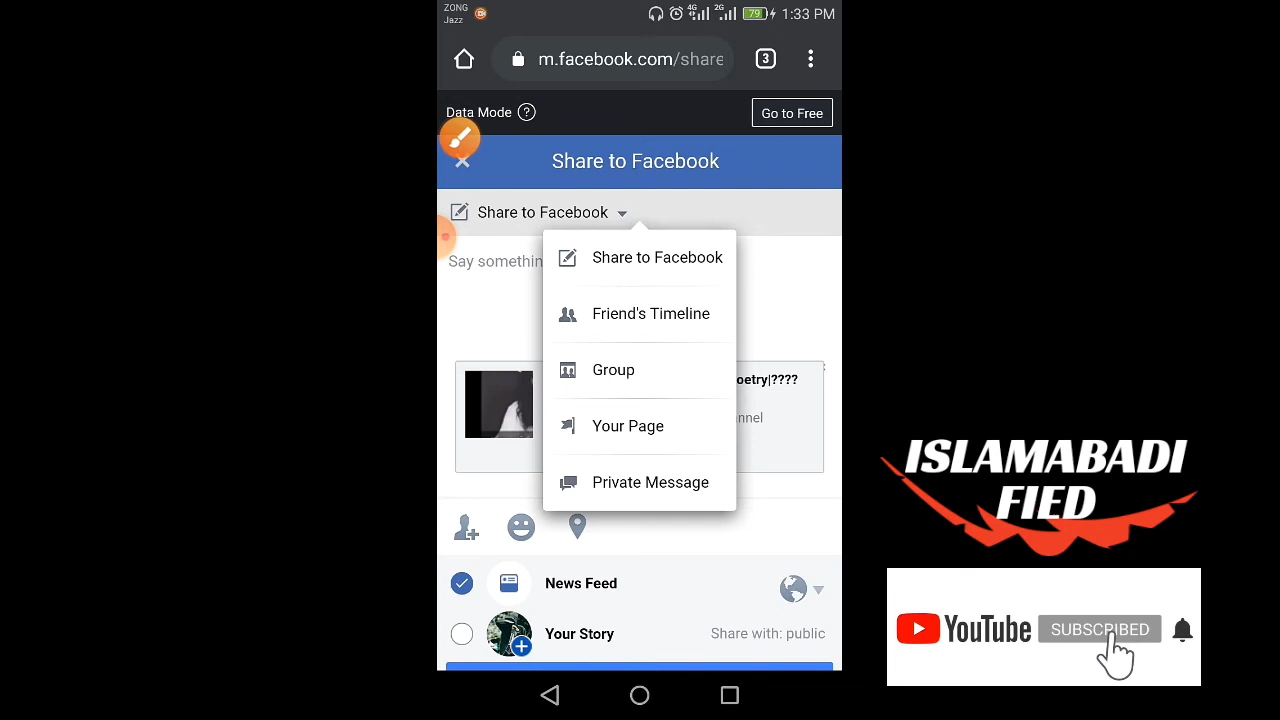 ZONG
Jazz
4G
2G
79
1:33 PM
m.facebook.com/share
3
Data Mode ?
Go to Free
Share to Facebook
Share to Facebook
Say somethin
Share to Facebook
Friend's Timeline
Group
Your Page
Private Message
oetry|????
nnel
News Feed
Your Story
Share with: public
ISLAMABADI
FIED
YouTube
SUBSCRIBED